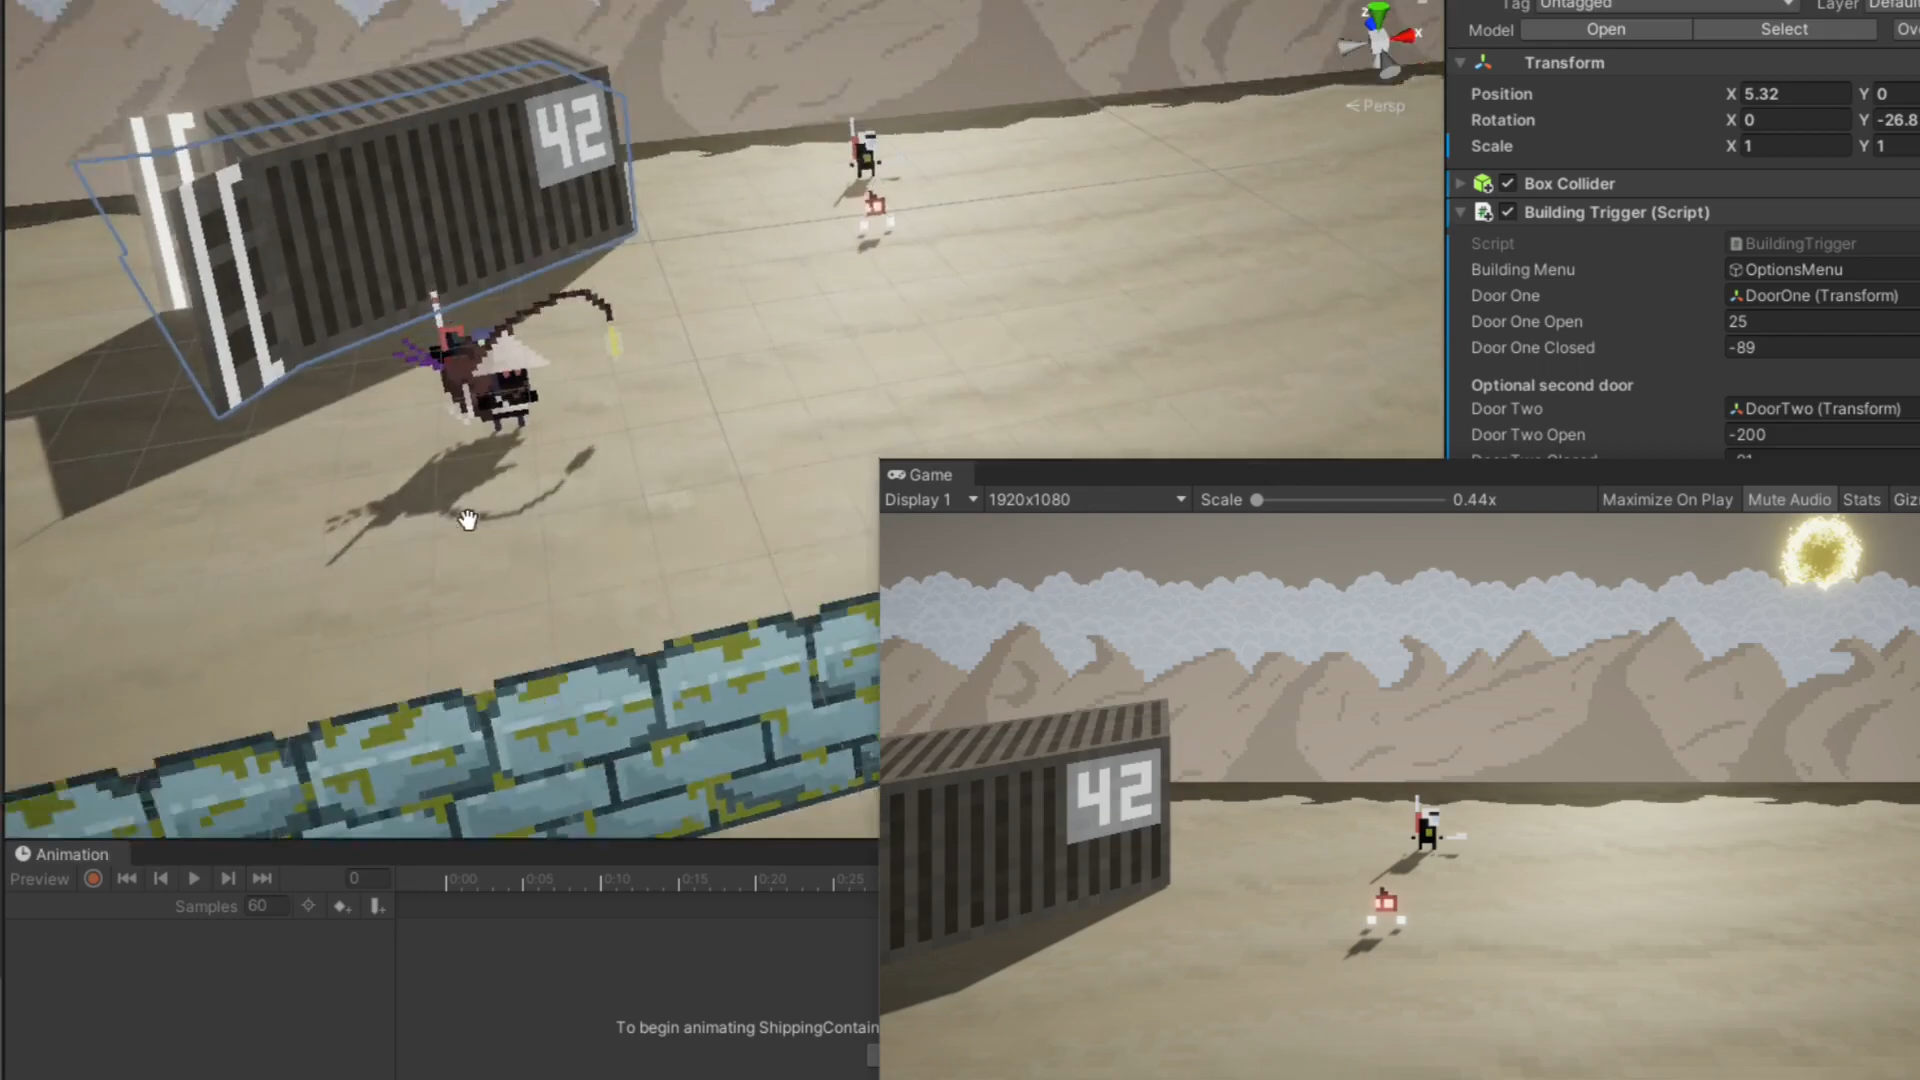 Tag Untagged Layer Default
Model Open Select
Transform
Position X 5.32 Y 0
Rotation X 0 Y -26.8
Scale X 1 Y 1
Box Collider
Building Trigger (Script)
Script BuildingTrigger
Building Menu OptionsMenu
Door One DoorOne (Transform)
Door One Open 25
Door One Closed -89
Optional second door
Door Two DoorTwo (Transform)
Door Two Open -200
z
x
Persp
42
Game
Display 1 1920x1080 Scale 0.44x Maximize On Play Mute Audio Stats Giz
42
Animation
Preview 0 0:00 0:05 0:10 0:15 0:20 0:25
Samples 60
To begin animating ShippingContain